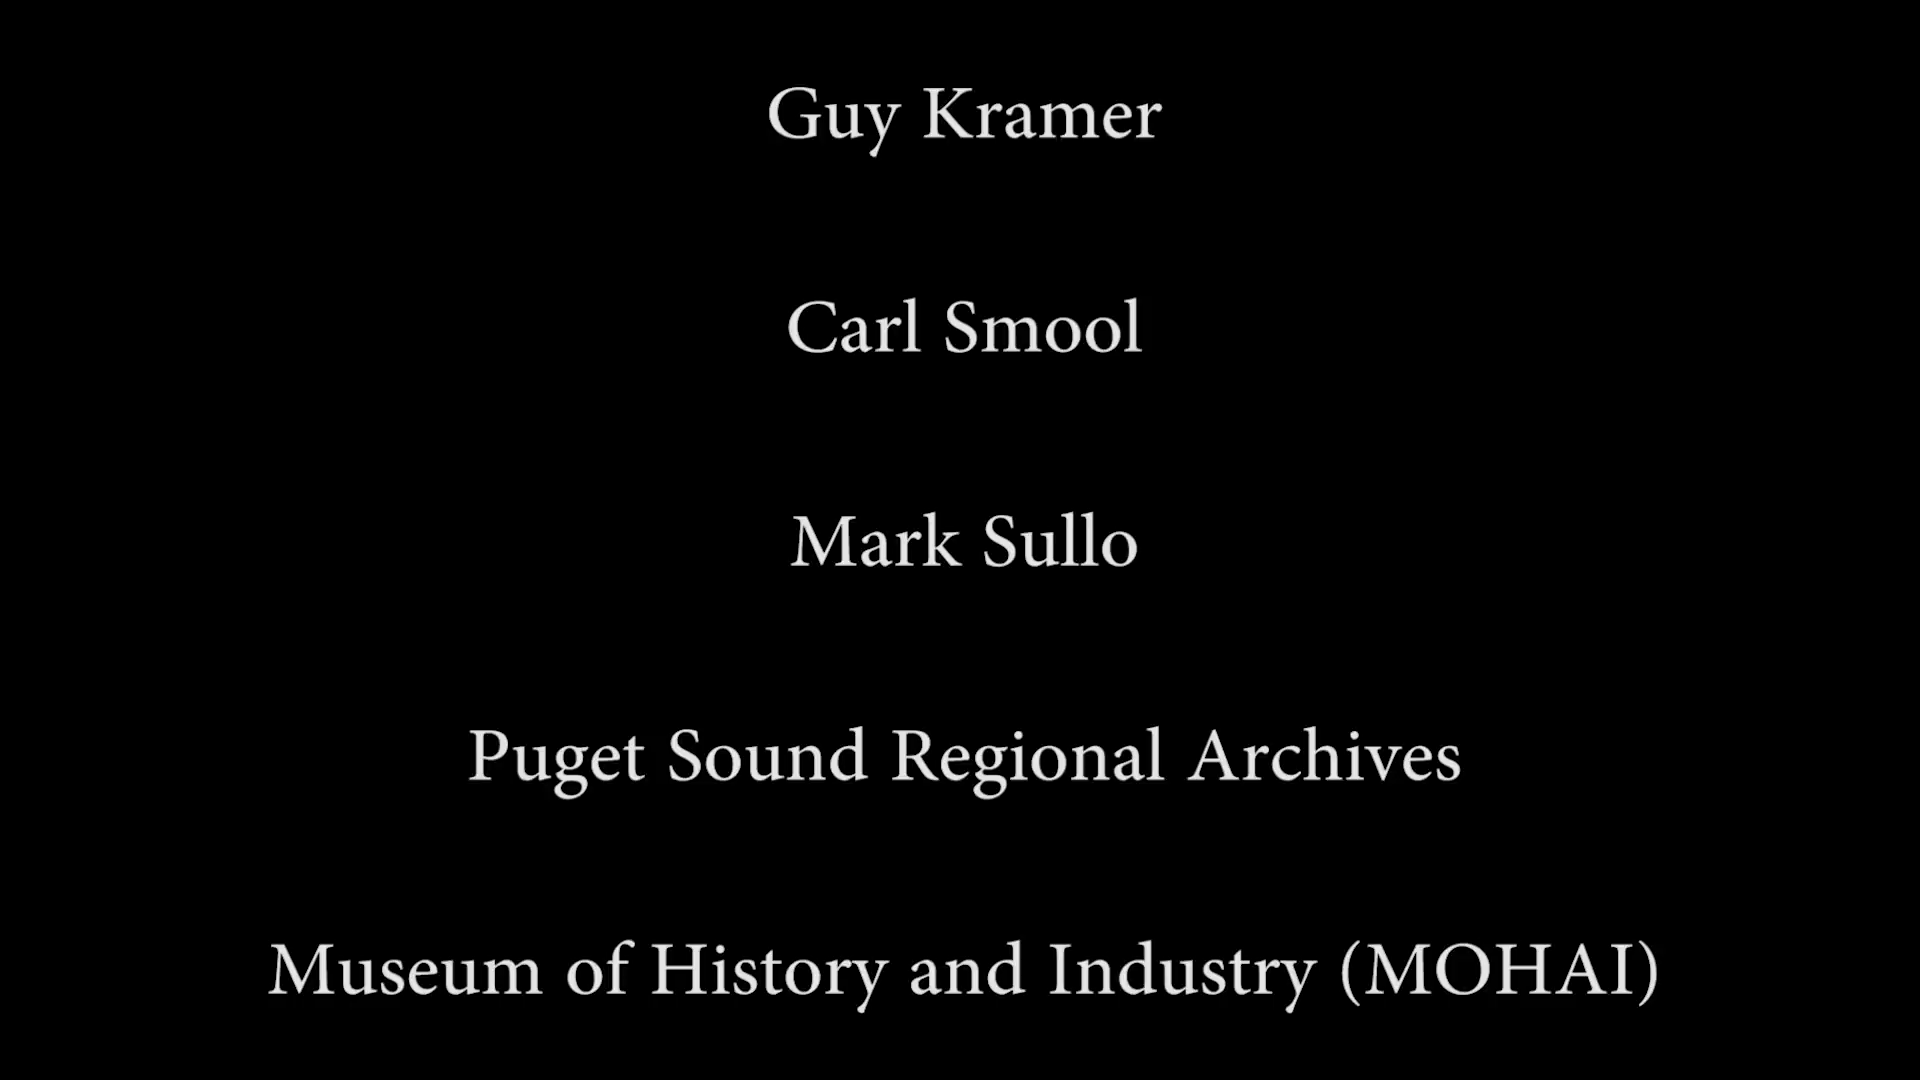 Guy Kramer
Carl Smool
Mark Sullo
Puget Sound Regional Archives
Museum of History and Industry (MOHAI)